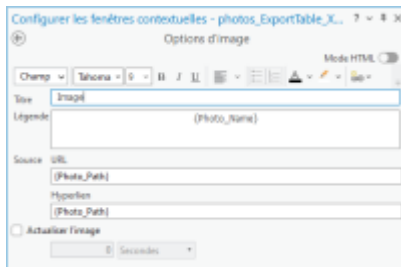 Configurer les fenêtres contextuelles - photos_ExportTable_X...
Options d'image
Mode HTML
Champ Tahoma 9 B I U A
Titre Image
Légende {Photo_Name}
Source URL
{Photo_Path}
Hyperlien
{Photo_Path}
Actualiser l'image
0 Secondes